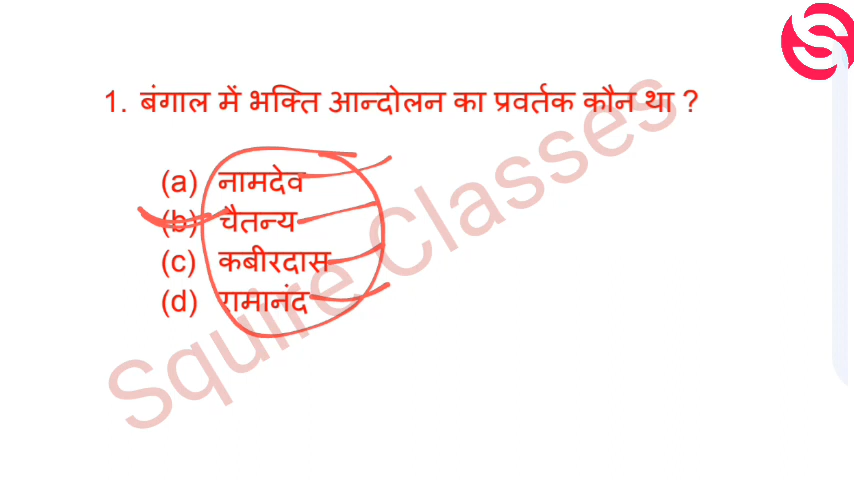 1. बंगाल में भक्ति आन्दोलन का प्रवर्तक कौन था ?
(a) नामदेव
(b) चैतन्य
(c) कबीरदास
(d) रामानंद
Squire Classes